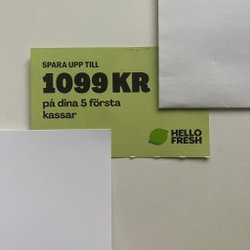 SPARA UPP TILL
1099 KR
på dina 5 första
kassar
HELLO
FRESH